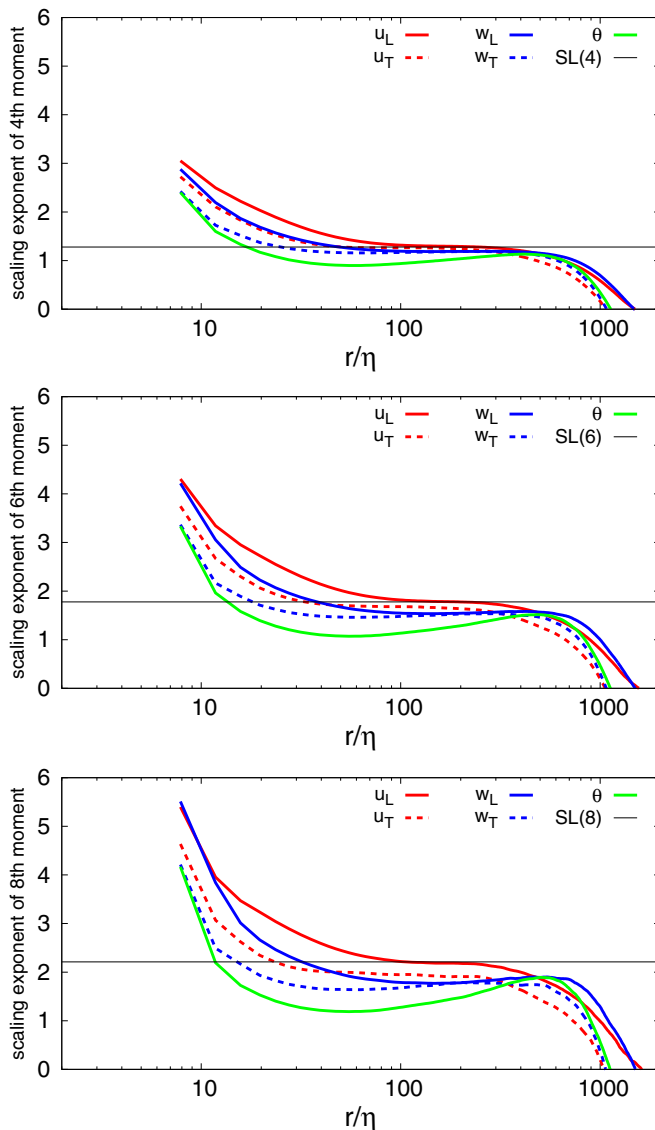 u_L w_L θ
u_T w_T SL(4)
scaling exponent of 4th moment
6
5
4
3
2
1
0
10 100 1000
r/η
u_L w_L θ
u_T w_T SL(6)
scaling exponent of 6th moment
6
5
4
3
2
1
0
10 100 1000
r/η
u_L w_L θ
u_T w_T SL(8)
scaling exponent of 8th moment
6
5
4
3
2
1
0
10 100 1000
r/η